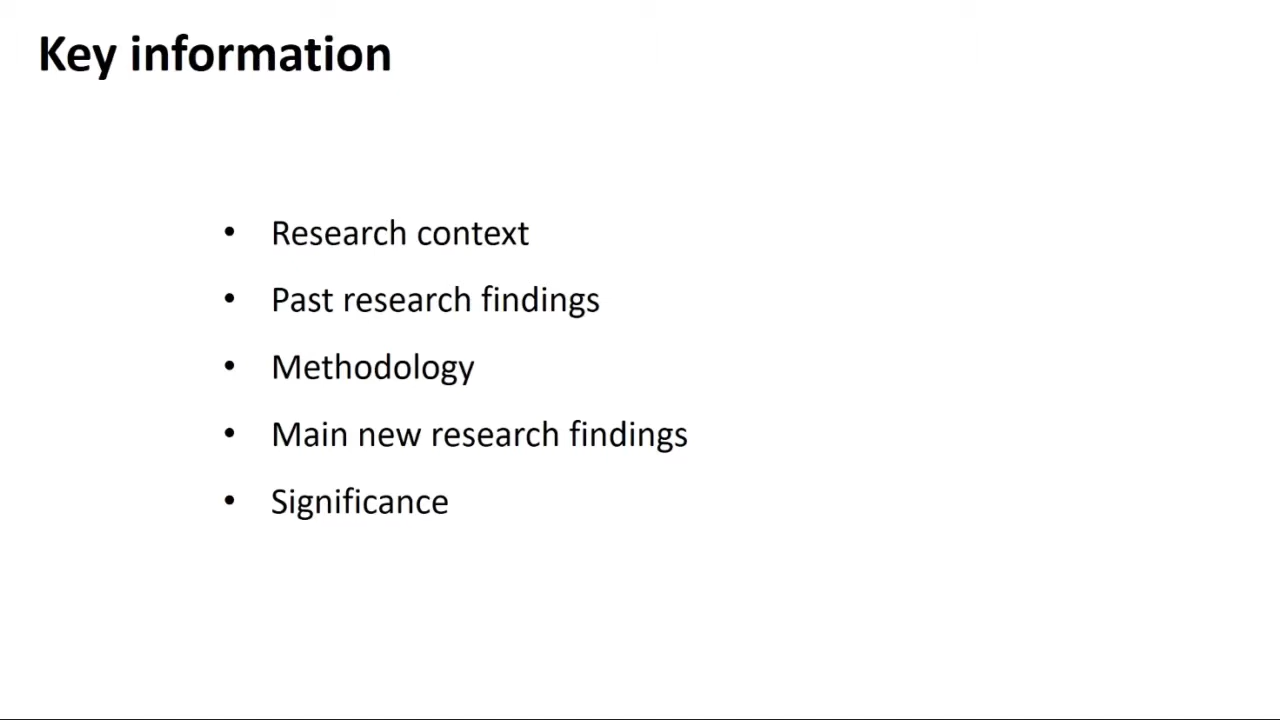 Key information
• Research context
• Past research findings
• Methodology
• Main new research findings
• Significance